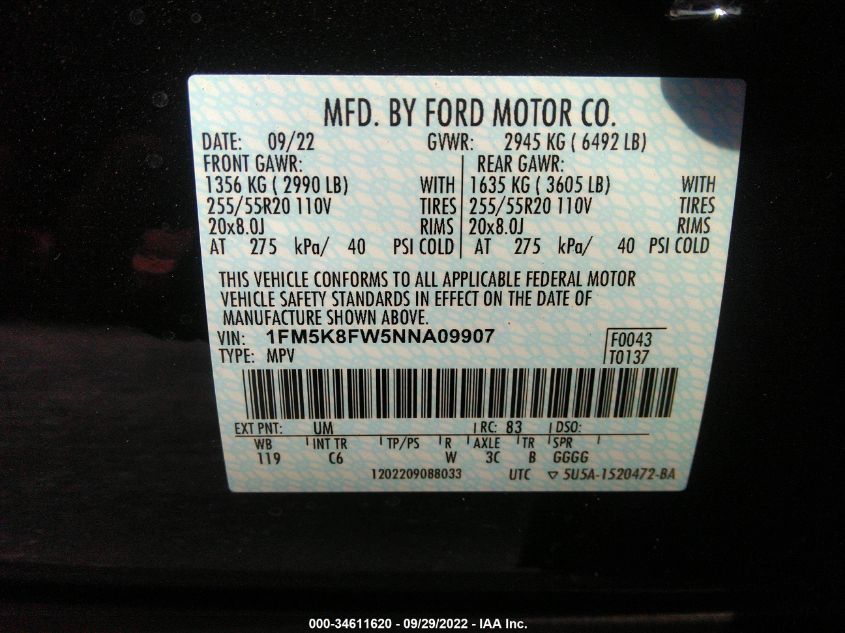 MFD. BY FORD MOTOR CO.
DATE: 09/22 GVWR: 2945 KG ( 6492 LB)
FRONT GAWR: REAR GAWR:
1356 KG ( 2990 LB) WITH 1635 KG ( 3605 LB) WITH
255/55R20 110V TIRES 255/55R20 110V TIRES
20x8.0J RIMS 20x8.0J RIMS
AT 275 kPa/ 40 PSI COLD AT 275 kPa/ 40 PSI COLD
THIS VEHICLE CONFORMS TO ALL APPLICABLE FEDERAL MOTOR
VEHICLE SAFETY STANDARDS IN EFFECT ON THE DATE OF
MANUFACTURE SHOWN ABOVE.
VIN: 1FM5K8FW5NNA09907 F0043
TYPE: MPV T0137
EXT PNT: UM RC: 83 DSO:
WB INT TR TP/PS R AXLE TR SPR
119 C6 W 3C B GGGG
1202209088033 UTC ▽ 5U5A-1520472-BA
000-34611620 - 09/29/2022 - IAA Inc.